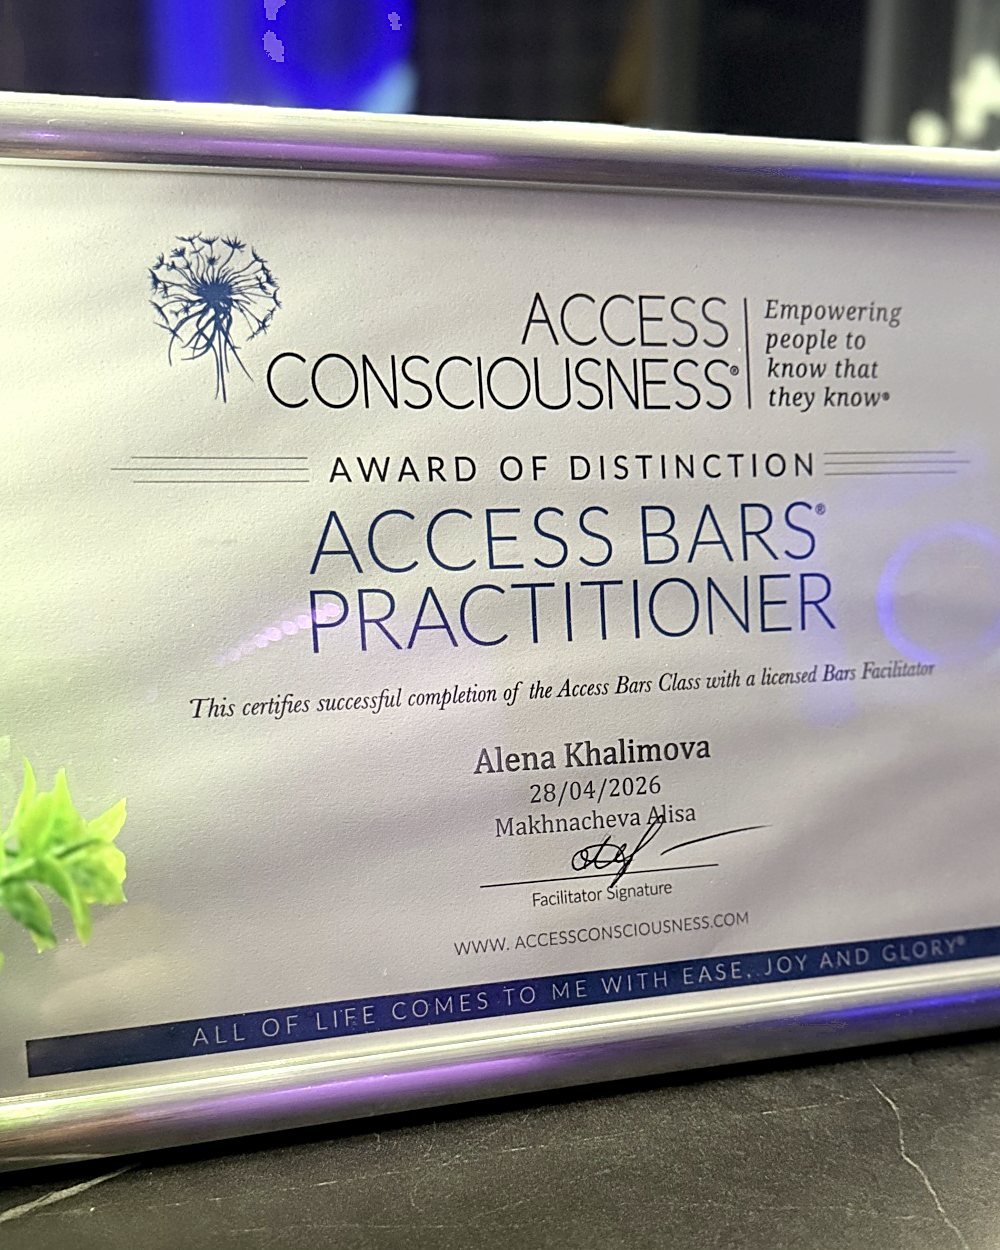 ACCESS
CONSCIOUSNESS®
Empowering
people to
know that
they know®
AWARD OF DISTINCTION
ACCESS BARS®
PRACTITIONER
This certifies successful completion of the Access Bars Class with a licensed Bars Facilitator
Alena Khalimova
28/04/2026
Makhnacheva Alisa
Facilitator Signature
WWW. ACCESSCONSCIOUSNESS.COM
ALL OF LIFE COMES TO ME WITH EASE, JOY AND GLORY®